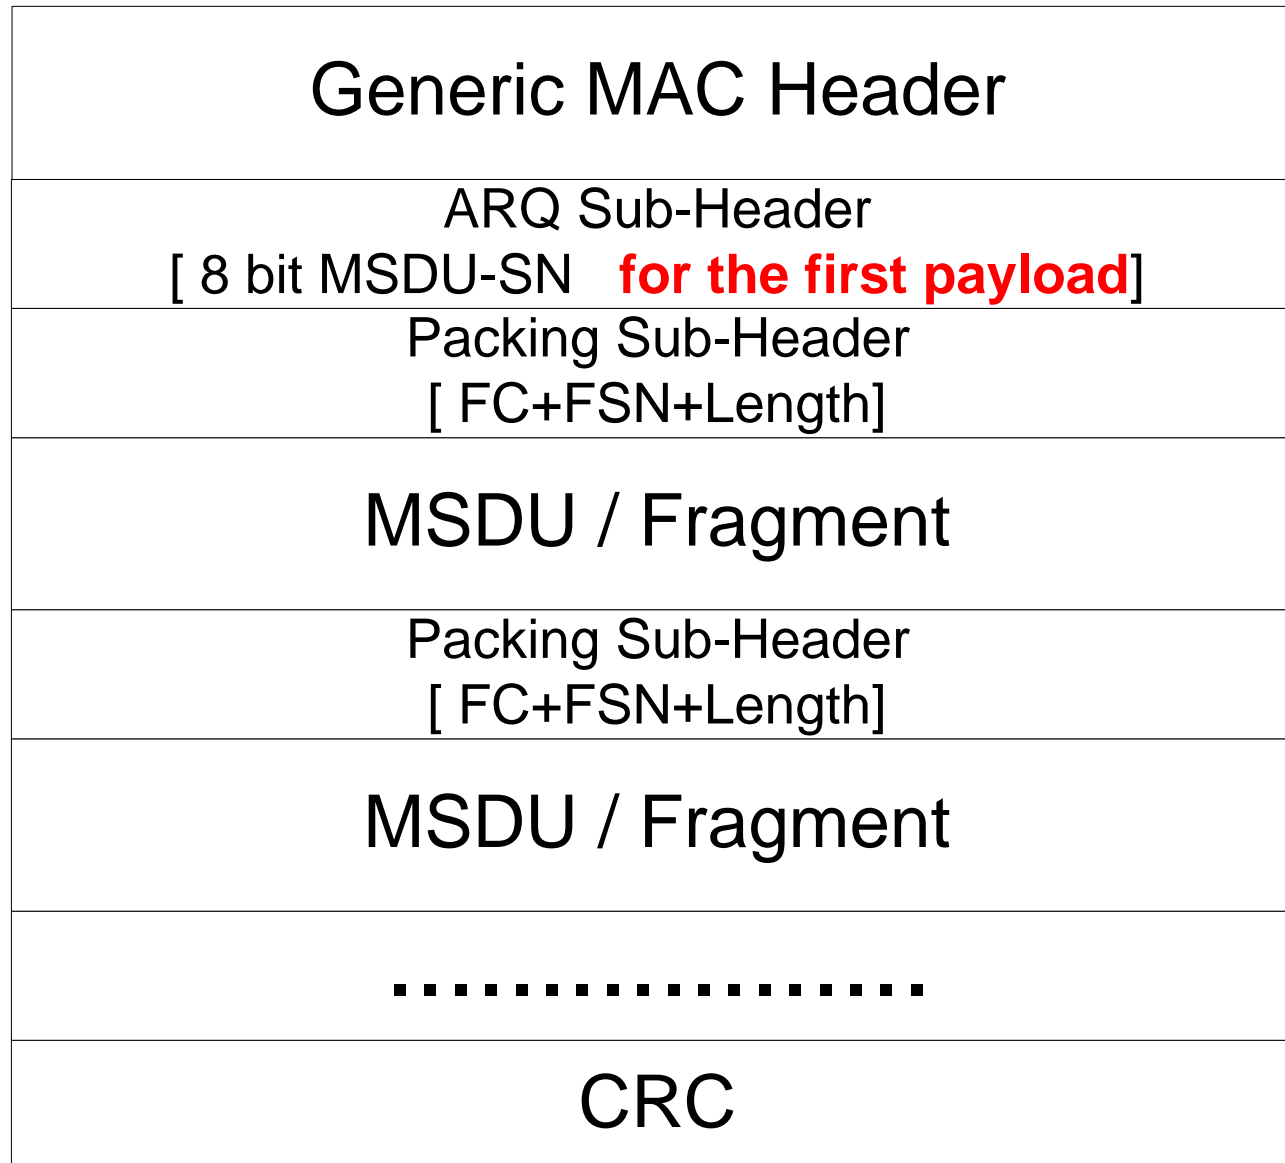 Generic MAC Header
ARQ Sub-Header
[ 8 bit MSDU-SN for the first payload]
Packing Sub-Header
[ FC+FSN+Length]
MSDU / Fragment
Packing Sub-Header
[ FC+FSN+Length]
MSDU / Fragment
..................
CRC